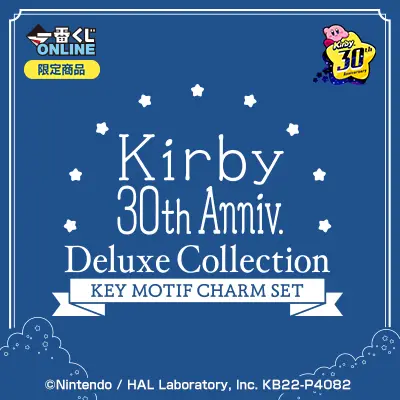 一番くじ
ONLINE
限定商品
Kirby
30th
Anniversary
Kirby
30th Anniv.
Deluxe Collection
KEY MOTIF CHARM SET
©Nintendo / HAL Laboratory, Inc. KB22-P4082